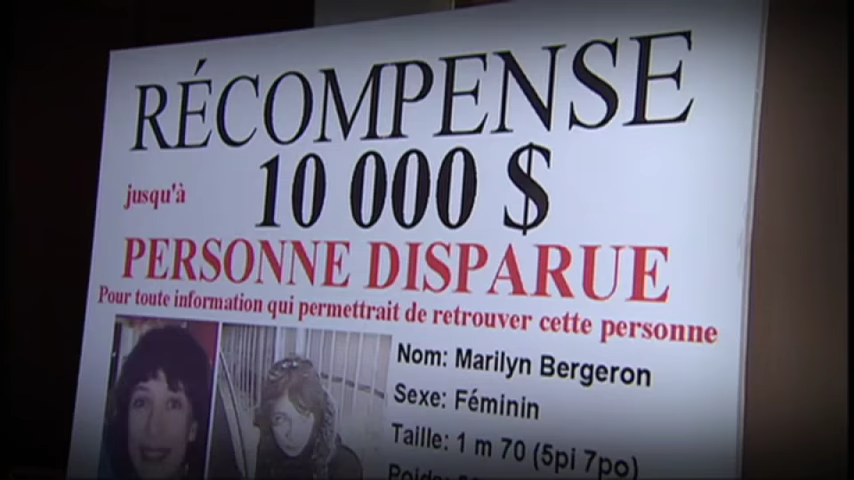 RÉCOMPENSE
jusqu'à 10 000 $
PERSONNE DISPARUE
Pour toute information qui permettrait de retrouver cette personne
Nom: Marilyn Bergeron
Sexe: Féminin
Taille: 1 m 70 (5pi 7po)
Poids: